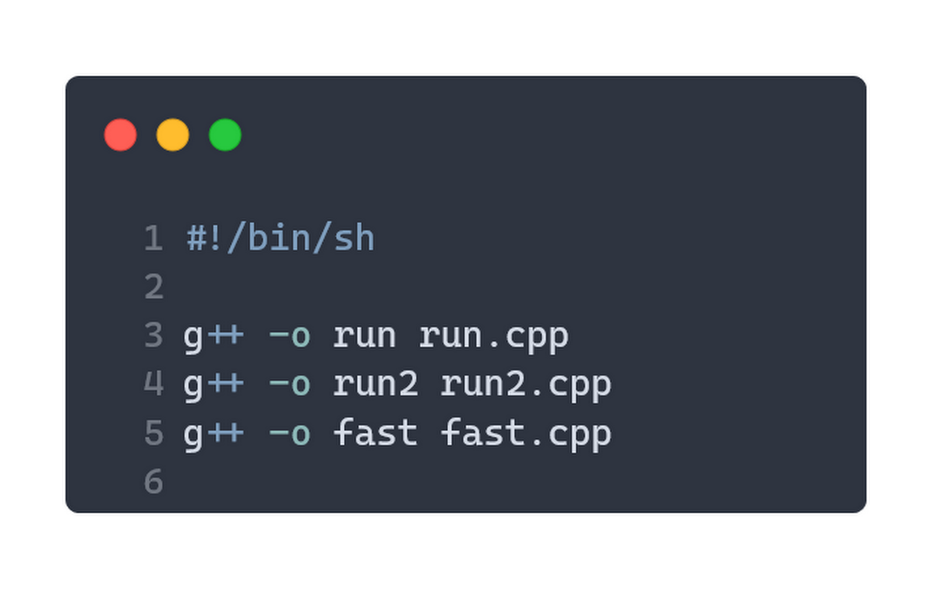 1 #!/bin/sh
2
3 g++ -o run run.cpp
4 g++ -o run2 run2.cpp
5 g++ -o fast fast.cpp
6